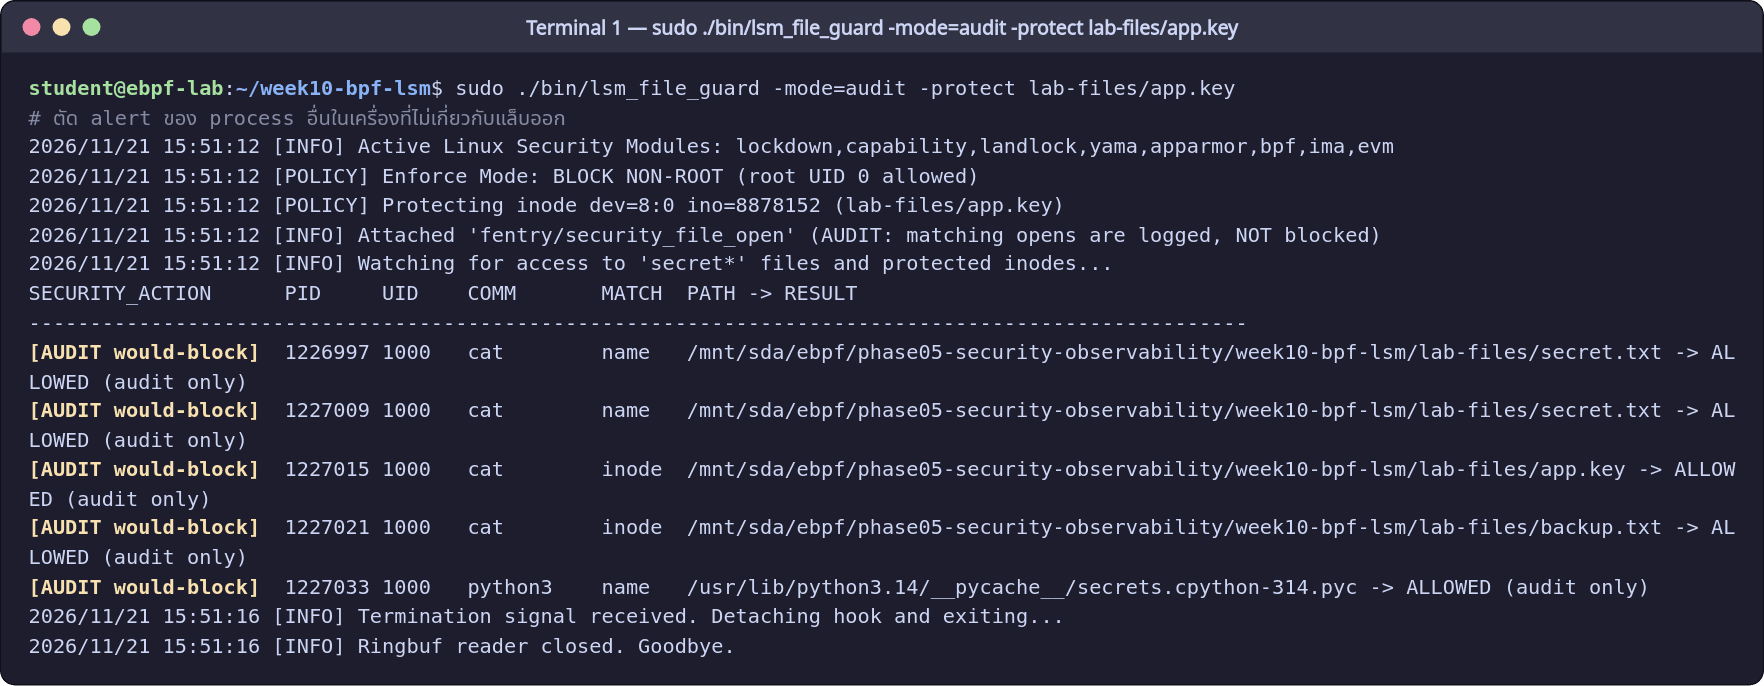 Terminal 1 — sudo ./bin/lsm_file_guard -mode=audit -protect lab-files/app.key
student@ebpf-lab:~/week10-bpf-lsm$ sudo ./bin/lsm_file_guard -mode=audit -protect lab-files/app.key
# ตัด alert ของ process อื่นในเครื่องที่ไม่เกี่ยวกับแล็บออก
2026/11/21 15:51:12 [INFO] Active Linux Security Modules: lockdown,capability,landlock,yama,apparmor,bpf,ima,evm
2026/11/21 15:51:12 [POLICY] Enforce Mode: BLOCK NON-ROOT (root UID 0 allowed)
2026/11/21 15:51:12 [POLICY] Protecting inode dev=8:0 ino=8878152 (lab-files/app.key)
2026/11/21 15:51:12 [INFO] Attached 'fentry/security_file_open' (AUDIT: matching opens are logged, NOT blocked)
2026/11/21 15:51:12 [INFO] Watching for access to 'secret*' files and protected inodes...
SECURITY_ACTION      PID     UID    COMM       MATCH  PATH -> RESULT
----------------------------------------------------------------------------------------------------
[AUDIT would-block]  1226997 1000   cat        name   /mnt/sda/ebpf/phase05-security-observability/week10-bpf-lsm/lab-files/secret.txt -> AL
LOWED (audit only)
[AUDIT would-block]  1227009 1000   cat        name   /mnt/sda/ebpf/phase05-security-observability/week10-bpf-lsm/lab-files/secret.txt -> AL
LOWED (audit only)
[AUDIT would-block]  1227015 1000   cat        inode  /mnt/sda/ebpf/phase05-security-observability/week10-bpf-lsm/lab-files/app.key -> ALLOW
ED (audit only)
[AUDIT would-block]  1227021 1000   cat        inode  /mnt/sda/ebpf/phase05-security-observability/week10-bpf-lsm/lab-files/backup.txt -> AL
LOWED (audit only)
[AUDIT would-block]  1227033 1000   python3    name   /usr/lib/python3.14/__pycache__/secrets.cpython-314.pyc -> ALLOWED (audit only)
2026/11/21 15:51:16 [INFO] Termination signal received. Detaching hook and exiting...
2026/11/21 15:51:16 [INFO] Ringbuf reader closed. Goodbye.